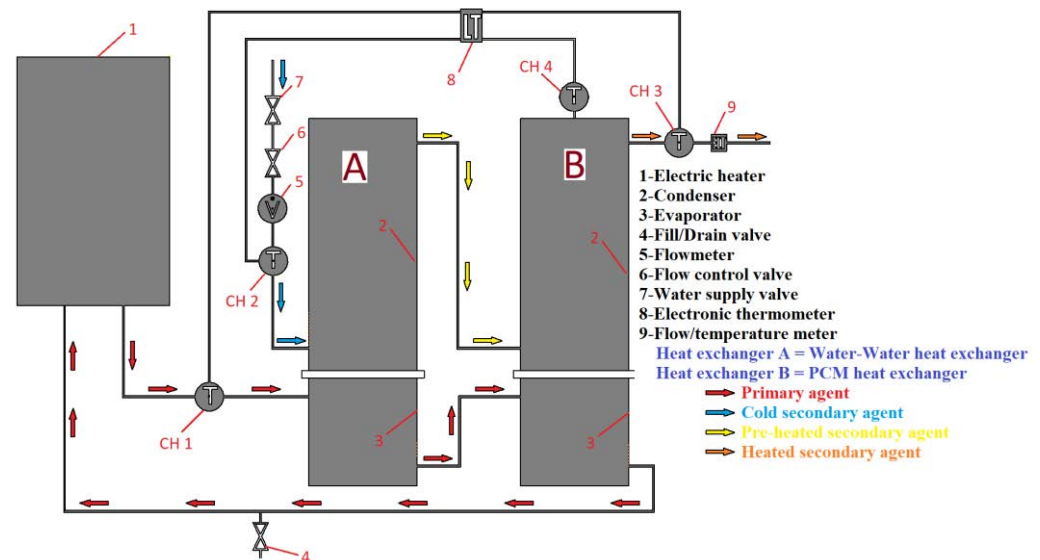 1
8
7
6
5
CH 2
CH 1
A
2
3
CH 4
B
2
3
CH 3
9
4
1-Electric heater
2-Condenser
3-Evaporator
4-Fill/Drain valve
5-Flowmeter
6-Flow control valve
7-Water supply valve
8-Electronic thermometer
9-Flow/temperature meter
Heat exchanger A = Water-Water heat exchanger
Heat exchanger B = PCM heat exchanger
Primary agent
Cold secondary agent
Pre-heated secondary agent
Heated secondary agent
LT
T
T
T
T
V